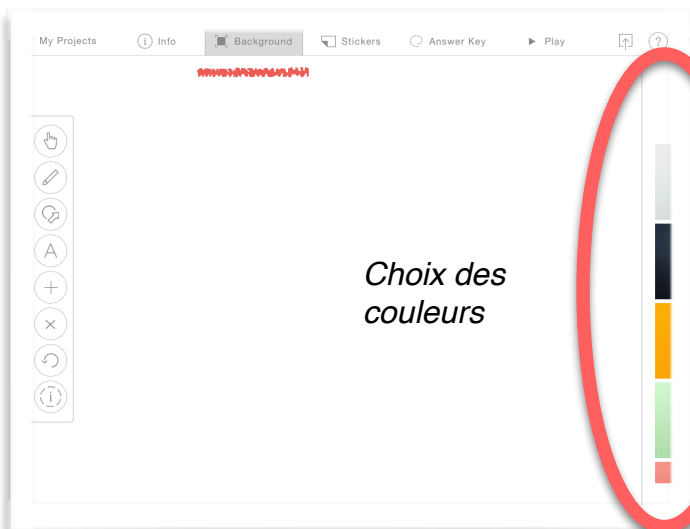 My Projects i Info Background Stickers Answer Key Play ?
A
i
Choix des
couleurs